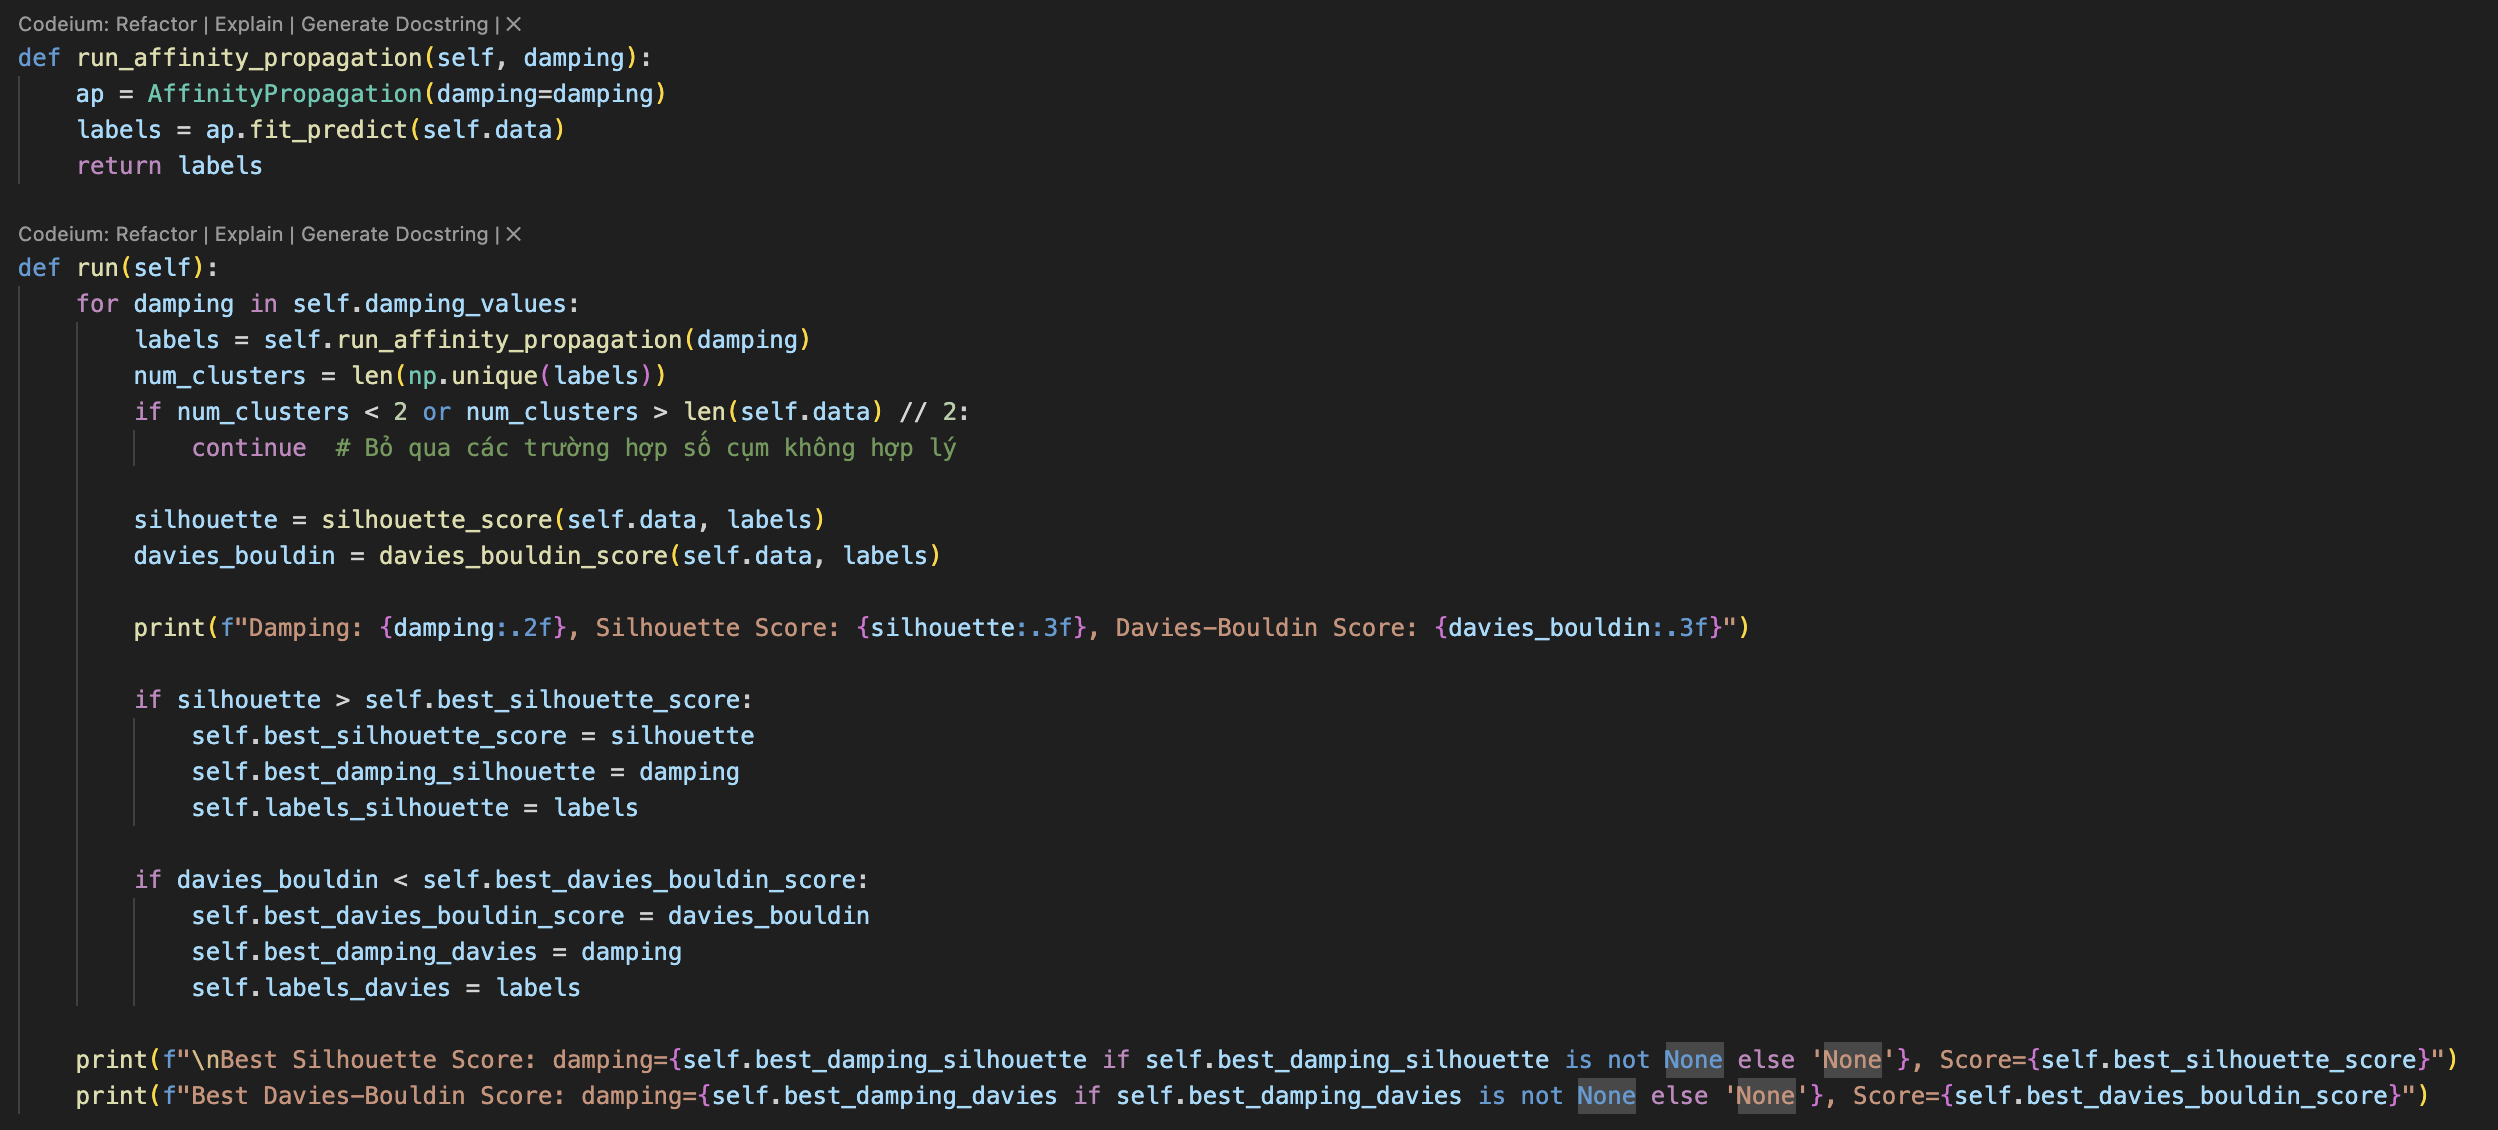 Codeium: Refactor | Explain | Generate Docstring | ×
def run_affinity_propagation(self, damping):
    ap = AffinityPropagation(damping=damping)
    labels = ap.fit_predict(self.data)
    return labels
Codeium: Refactor | Explain | Generate Docstring | ×
def run(self):
    for damping in self.damping_values:
        labels = self.run_affinity_propagation(damping)
        num_clusters = len(np.unique(labels))
        if num_clusters < 2 or num_clusters > len(self.data) // 2:
            continue  # Bỏ qua các trường hợp số cụm không hợp lý
        silhouette = silhouette_score(self.data, labels)
        davies_bouldin = davies_bouldin_score(self.data, labels)
        print(f"Damping: {damping:.2f}, Silhouette Score: {silhouette:.3f}, Davies-Bouldin Score: {davies_bouldin:.3f}")
        if silhouette > self.best_silhouette_score:
            self.best_silhouette_score = silhouette
            self.best_damping_silhouette = damping
            self.labels_silhouette = labels
        if davies_bouldin < self.best_davies_bouldin_score:
            self.best_davies_bouldin_score = davies_bouldin
            self.best_damping_davies = damping
            self.labels_davies = labels
    print(f"\nBest Silhouette Score: damping={self.best_damping_silhouette if self.best_damping_silhouette is not None else 'None'}, Score={self.best_silhouette_score}")
    print(f"Best Davies-Bouldin Score: damping={self.best_damping_davies if self.best_damping_davies is not None else 'None'}, Score={self.best_davies_bouldin_score}")